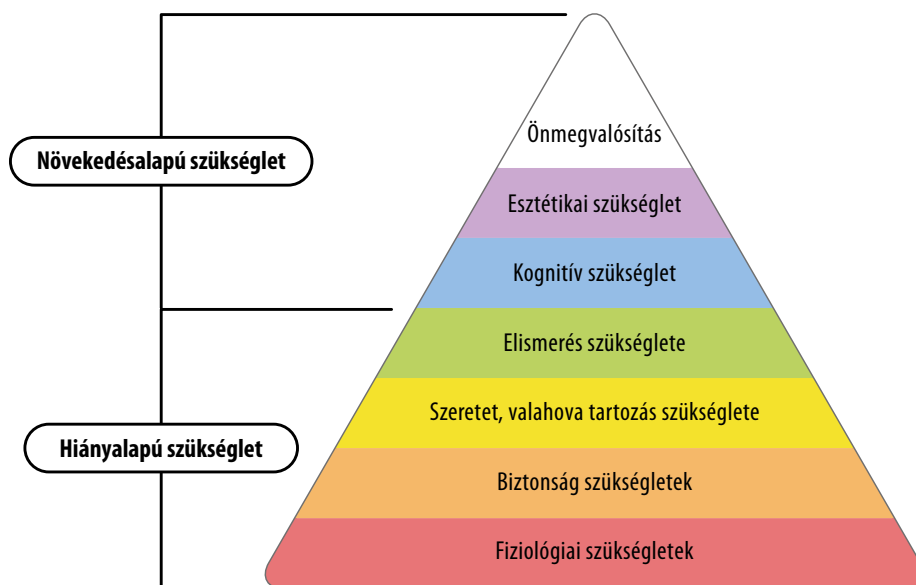 Önmegvalósítás
Növekedésalapú szükséglet
Esztétikai szükséglet
Kognitív szükséglet
Elismerés szükséglete
Szeretet, valahova tartozás szükséglete
Hiányalapú szükséglet
Biztonság szükségletek
Fiziológiai szükségletek